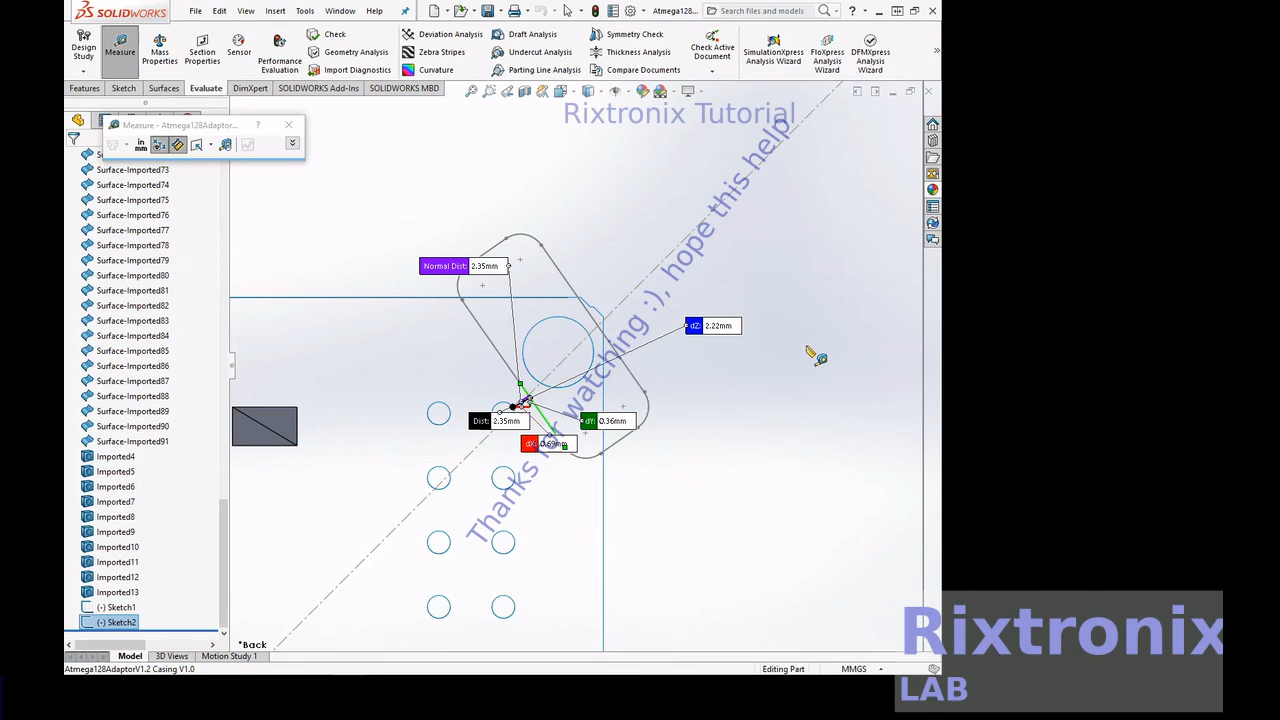 SOLIDWORKS
File
Edit
View
Insert
Tools
Window
Help
Atmega128...
Search files and models
Design Study
Measure
Mass Properties
Section Properties
Sensor
Performance Evaluation
Check
Geometry Analysis
Import Diagnostics
Deviation Analysis
Zebra Stripes
Curvature
Draft Analysis
Undercut Analysis
Parting Line Analysis
Symmetry Check
Thickness Analysis
Compare Documents
Check Active Document
SimulationXpress Analysis Wizard
FloXpress Analysis Wizard
DFMXpress Analysis Wizard
Features
Sketch
Surfaces
Evaluate
DimXpert
SOLIDWORKS Add-Ins
SOLIDWORKS MBD
Rixtronix Tutorial
Measure - Atmega128Adaptor...
in
mm
Surface-Imported73
Surface-Imported74
Surface-Imported75
Surface-Imported76
Surface-Imported77
Surface-Imported78
Surface-Imported79
Surface-Imported80
Surface-Imported81
Surface-Imported82
Surface-Imported83
Surface-Imported84
Surface-Imported85
Surface-Imported86
Surface-Imported87
Surface-Imported88
Surface-Imported89
Surface-Imported90
Surface-Imported91
Imported4
Imported5
Imported6
Imported7
Imported8
Imported9
Imported10
Imported11
Imported12
Imported13
(-) Sketch1
(-) Sketch2
Normal Dist: 2.35mm
dZ: 2.22mm
Dist: 2.35mm
dY: 0.36mm
dX: 0.69mm
Thanks for watching :), hope this help
*Back
Model
3D Views
Motion Study 1
Atmega128AdaptorV1.2 Casing V1.0
Editing Part
MMGS
Rixtronix
LAB